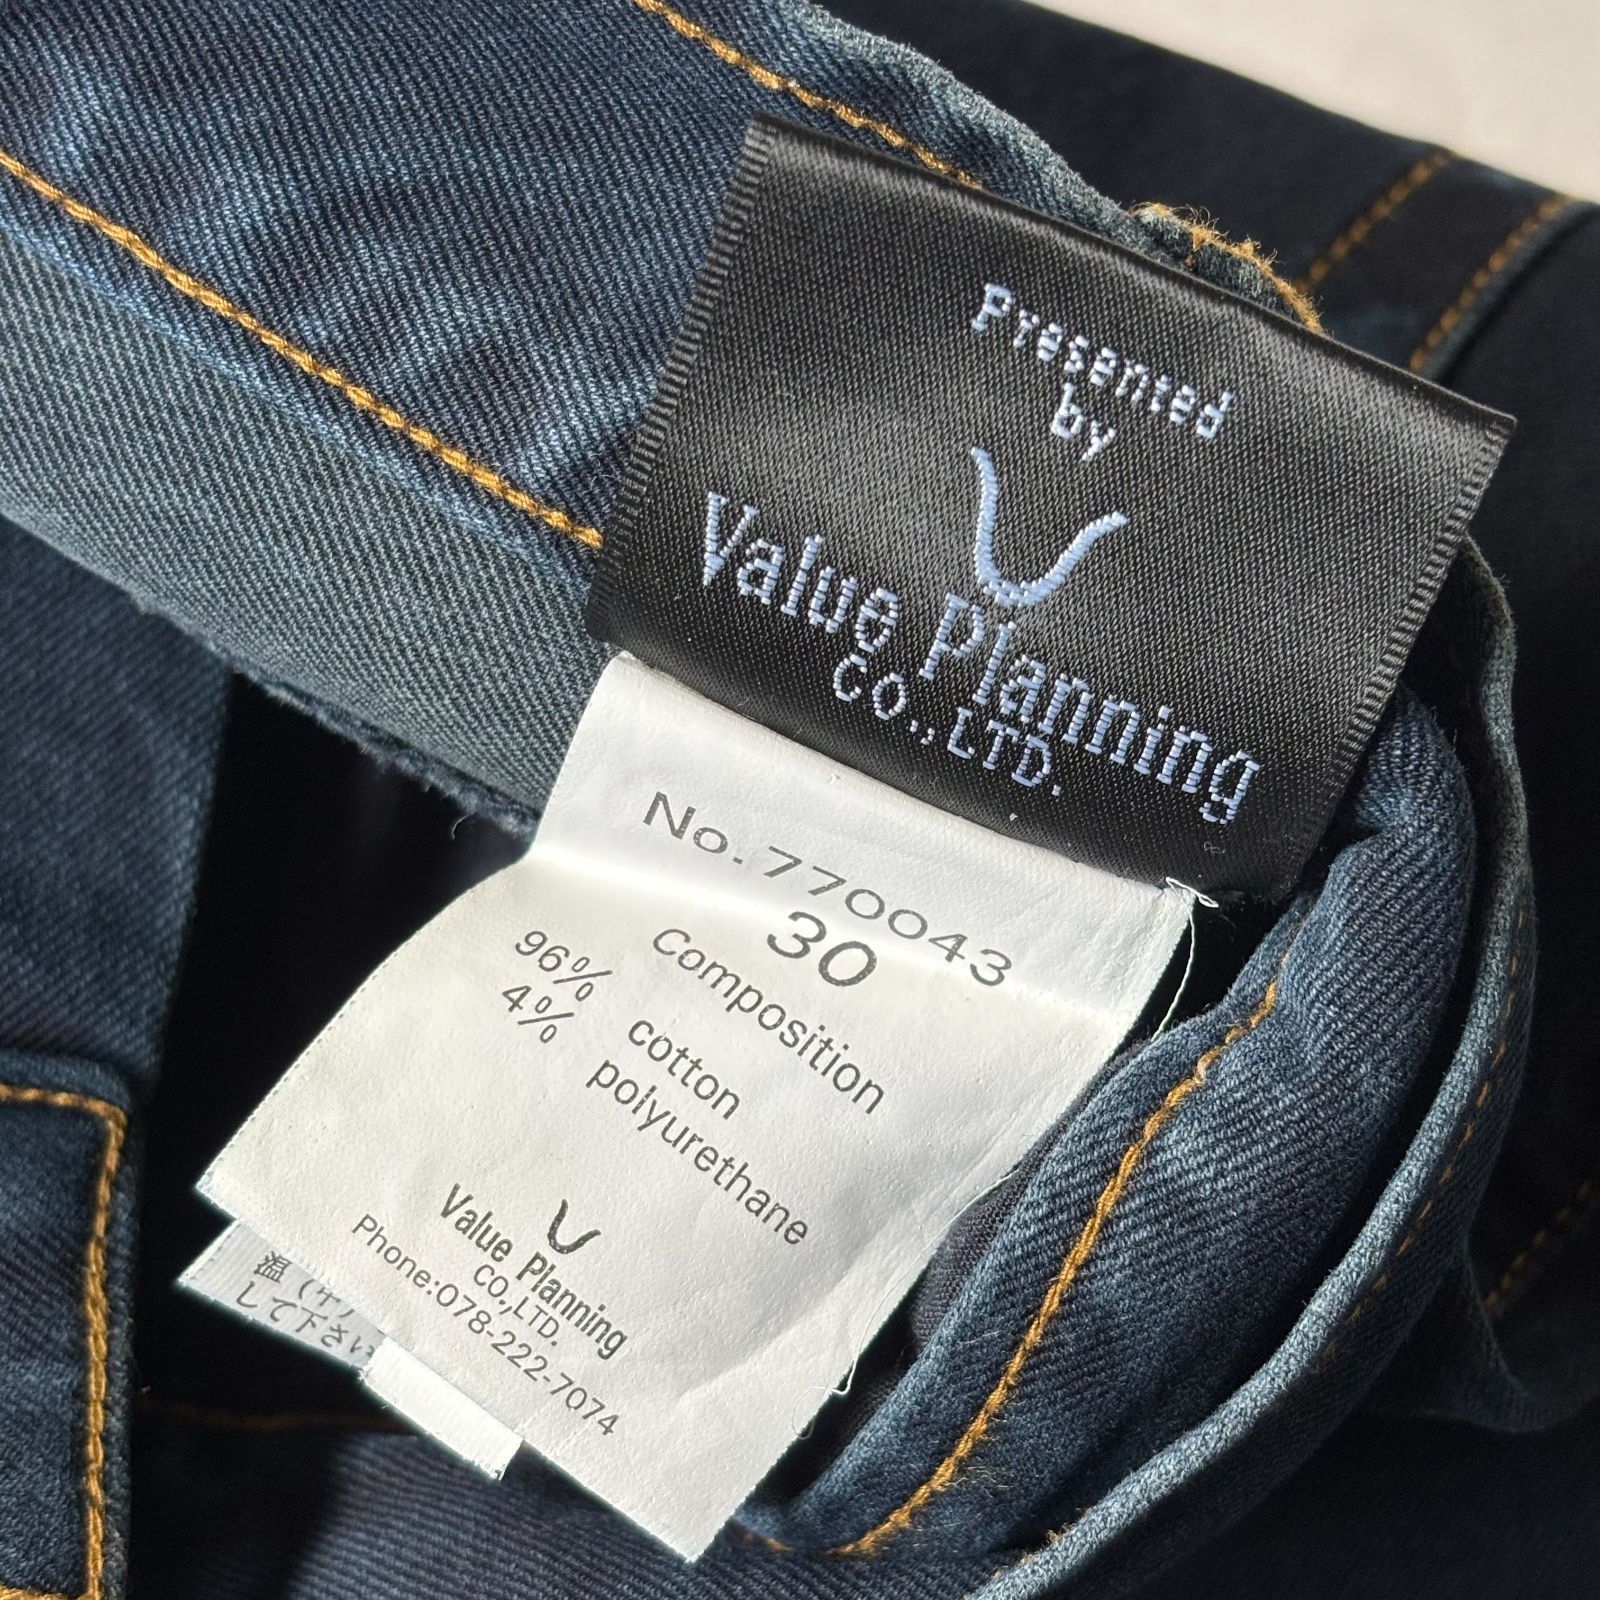 Presented
by
Value Planning
Co.,LTD.
No.770043
30
Composition
96% cotton
4% polyurethane
Value Planning
CO.,LTD.
Phone:078-222-7074
温
して下さい